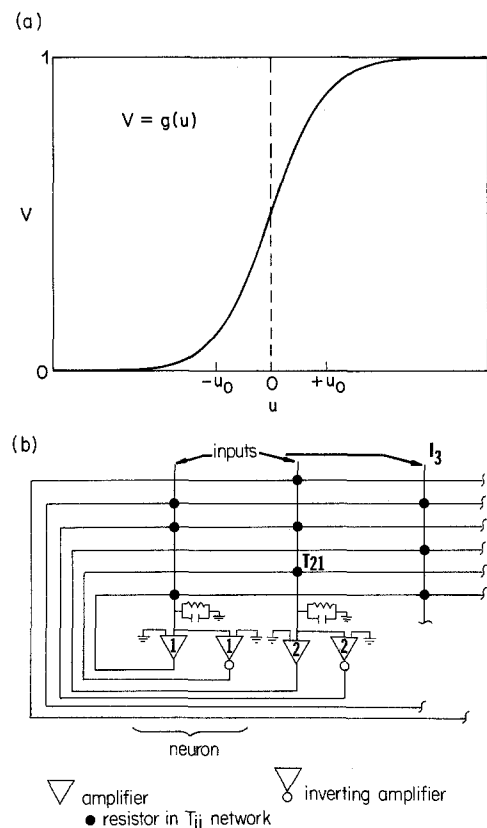 (a)
1
V = g(u)
V
0
-u0 0 +u0
u
(b)
inputs
I3
T21
1 1 2 2
neuron
amplifier
inverting amplifier
resistor in Tij network